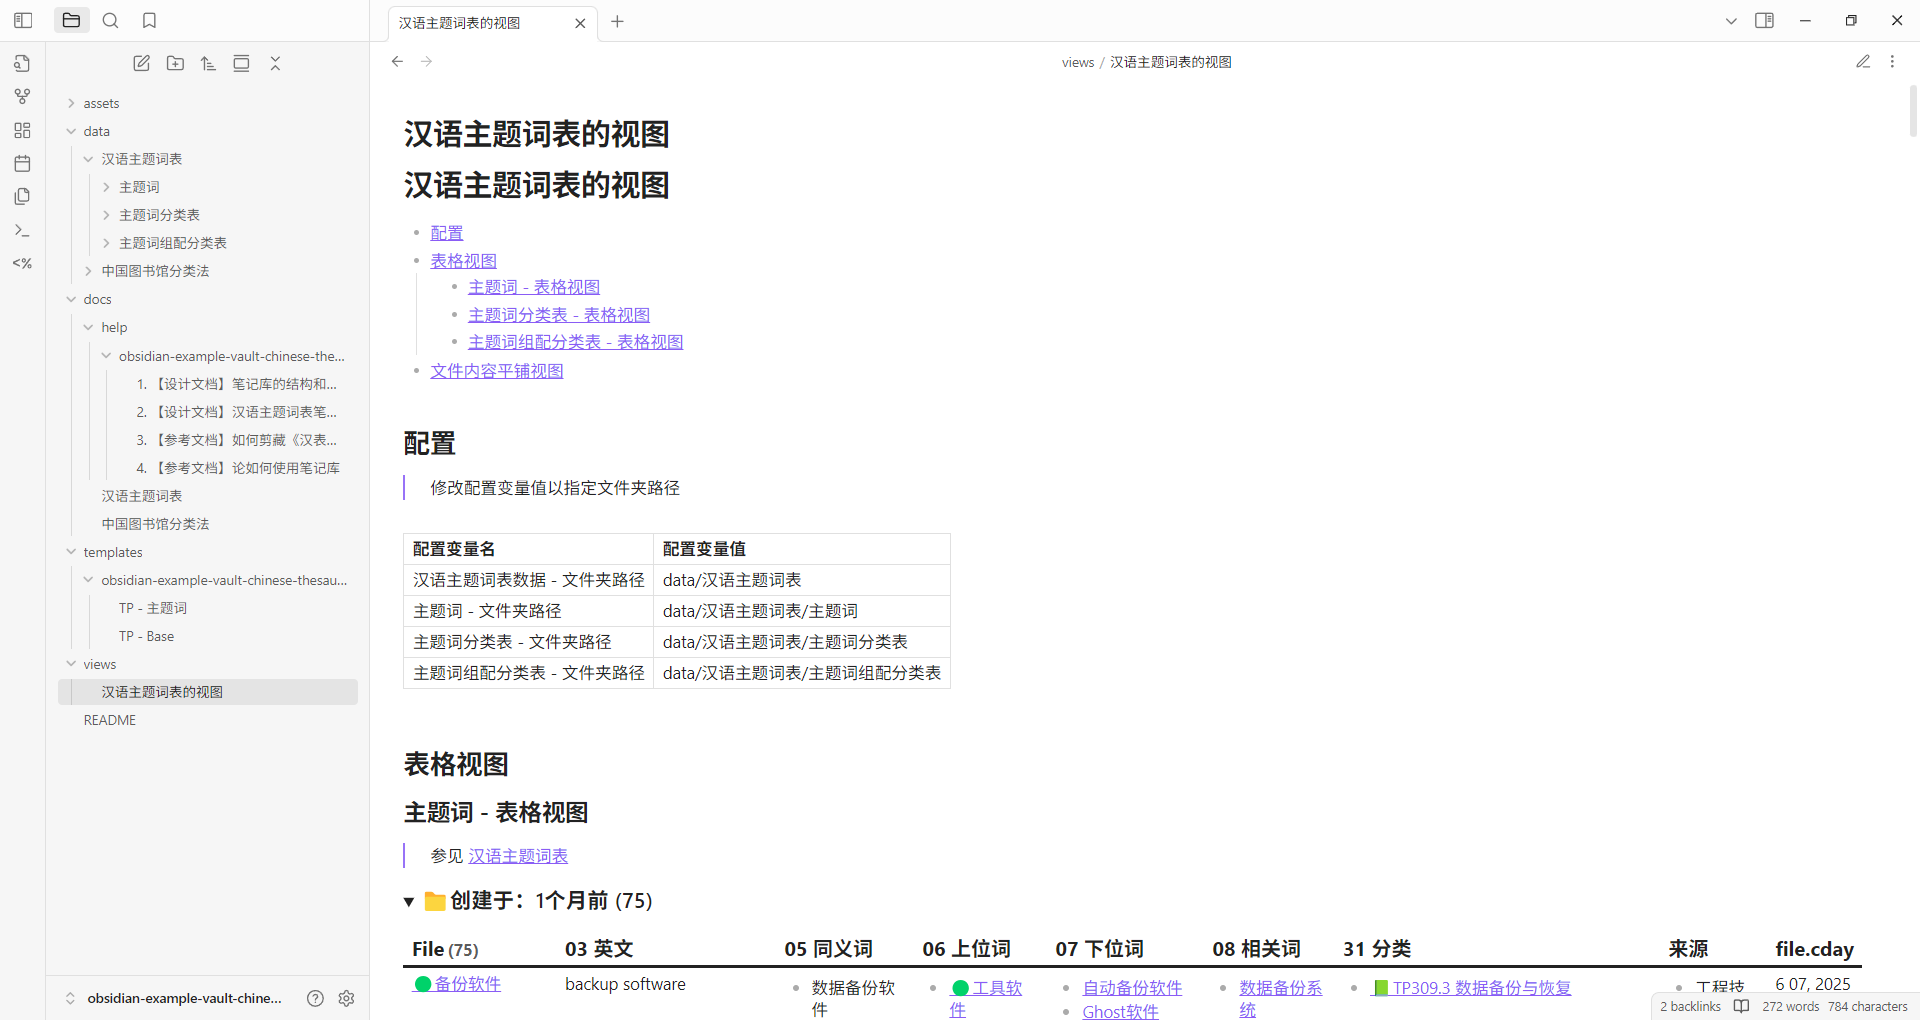 汉语主题词表的视图
views / 汉语主题词表的视图
assets
data
汉语主题词表
主题词
主题词分类表
主题词组配分类表
中国图书馆分类法
docs
help
obsidian-example-vault-chinese-the...
1. 【设计文档】笔记库的结构和...
2. 【设计文档】汉语主题词表笔...
3. 【参考文档】如何剪藏《汉表...
4. 【参考文档】论如何使用笔记库
汉语主题词表
中国图书馆分类法
templates
obsidian-example-vault-chinese-thesau...
TP - 主题词
TP - Base
views
汉语主题词表的视图
README
obsidian-example-vault-chine...
<%
汉语主题词表的视图
汉语主题词表的视图
配置
表格视图
主题词 - 表格视图
主题词分类表 - 表格视图
主题词组配分类表 - 表格视图
文件内容平铺视图
配置
修改配置变量值以指定文件夹路径
配置变量名 配置变量值
汉语主题词表数据 - 文件夹路径 data/汉语主题词表
主题词 - 文件夹路径 data/汉语主题词表/主题词
主题词分类表 - 文件夹路径 data/汉语主题词表/主题词分类表
主题词组配分类表 - 文件夹路径 data/汉语主题词表/主题词组配分类表
表格视图
主题词 - 表格视图
参见 汉语主题词表
创建于：1个月前 (75)
File (75) 03 英文 05 同义词 06 上位词 07 下位词 08 相关词 31 分类 来源 file.cday
备份软件 backup software 数据备份软 工具软 自动备份软件 数据备份系 TP309.3 数据备份与恢复 工程技 6 07, 2025
件 件 Ghost软件 统
2 backlinks 272 words 784 characters